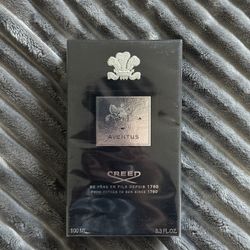 AVENTUS
CREED
DE PÈRE EN FILS DEPUIS 1760
FROM FATHER TO SON SINCE 1760
100 ML 3.3 FL.OZ.